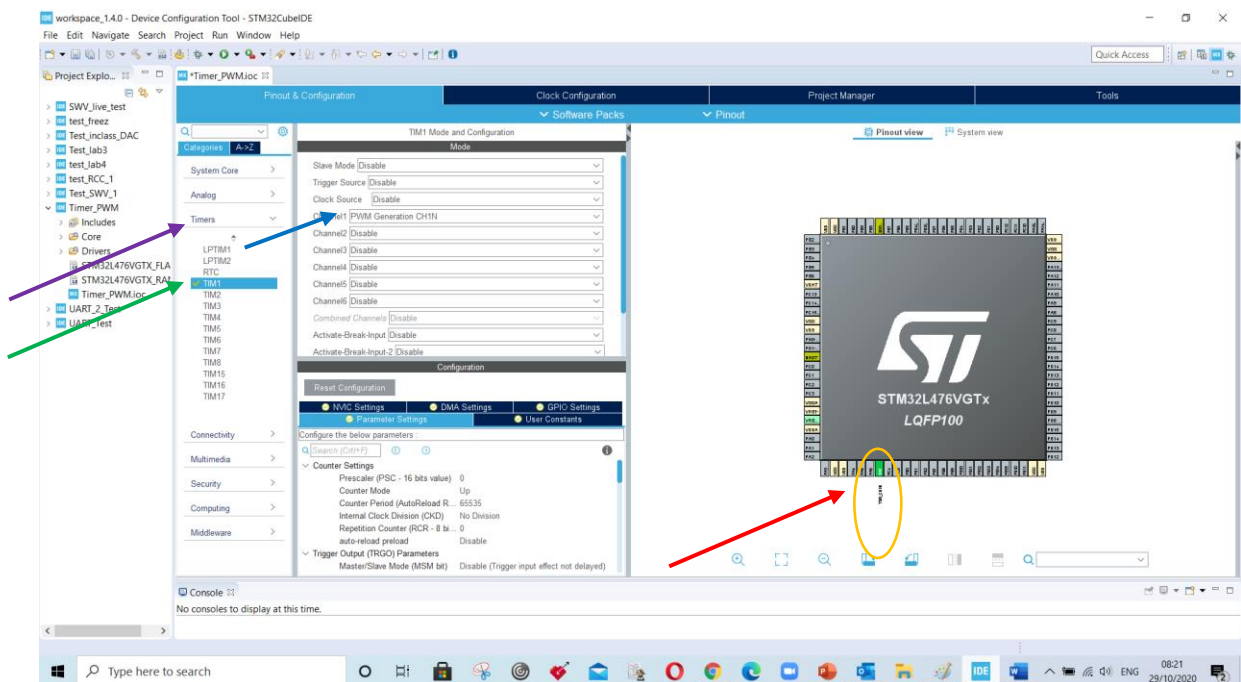 workspace_1.4.0 - Device Configuration Tool - STM32CubeIDE
File Edit Navigate Search Project Run Window Help
Quick Access
Project Explo...
*Timer_PWM.ioc
SWV_live_test
test_freez
Test_inclass_DAC
Test_lab3
test_lab4
test_RCC_1
Test_SWV_1
Timer_PWM
Includes
Core
Drivers
STM32L476VGTX_FLA
STM32L476VGTX_RAM
Timer_PWM.ioc
UART_2_Test
UART_Test
Pinout & Configuration
Clock Configuration
Project Manager
Tools
Software Packs
Pinout
Categories A->Z
System Core
Analog
Timers
LPTIM1
LPTIM2
RTC
TIM1
TIM2
TIM3
TIM4
TIM5
TIM6
TIM7
TIM8
TIM15
TIM16
TIM17
Connectivity
Multimedia
Security
Computing
Middleware
TIM1 Mode and Configuration
Mode
Slave Mode Disable
Trigger Source Disable
Clock Source Disable
Channel1 PWM Generation CH1N
Channel2 Disable
Channel3 Disable
Channel4 Disable
Channel5 Disable
Channel6 Disable
Combined Channels Disable
Activate-Break-Input Disable
Activate-Break-Input-2 Disable
Configuration
Reset Configuration
NVIC Settings
DMA Settings
GPIO Settings
Parameter Settings
User Constants
Configure the below parameters :
Search (Ctrl+F)
Counter Settings
Prescaler (PSC - 16 bits value) 0
Counter Mode Up
Counter Period (AutoReload R... 65535
Internal Clock Division (CKD) No Division
Repetition Counter (RCR - 8 bi... 0
auto-reload preload Disable
Trigger Output (TRGO) Parameters
Master/Slave Mode (MSM bit) Disable (Trigger input effect not delayed)
Pinout view
System view
STM32L476VGTx
LQFP100
Console
No consoles to display at this time.
Type here to search
IDE
ENG
08:21
29/10/2020